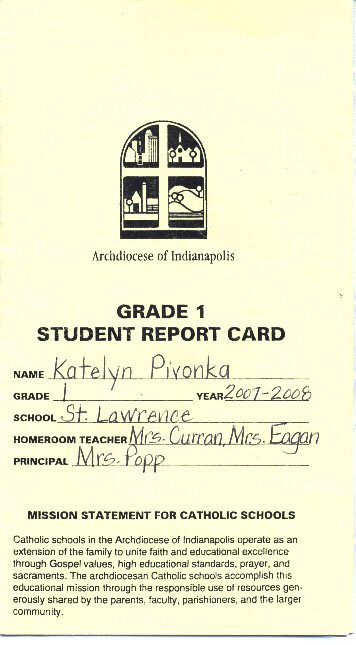 Archdiocese of Indianapolis
GRADE 1
STUDENT REPORT CARD
NAME Katelyn Pivonka
GRADE 1 YEAR 2007-2008
SCHOOL St. Lawrence
HOMEROOM TEACHER Mrs. Curran, Mrs. Eagan
PRINCIPAL Mrs. Popp
MISSION STATEMENT FOR CATHOLIC SCHOOLS
Catholic schools in the Archdiocese of Indianapolis operate as an
extension of the family to unite faith and educational excellence
through Gospel values, high educational standards, prayer, and
sacraments. The archdiocesan Catholic schools accomplish this
educational mission through the responsible use of resources gen-
erously shared by the parents, faculty, parishioners, and the larger
community.